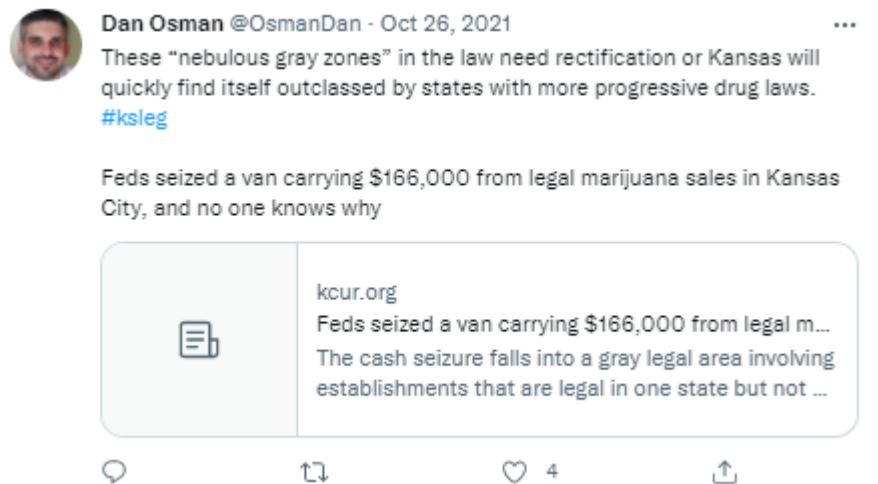 Dan Osman @OsmanDan · Oct 26, 2021
These “nebulous gray zones” in the law need rectification or Kansas will
quickly find itself outclassed by states with more progressive drug laws.
#ksleg
Feds seized a van carrying $166,000 from legal marijuana sales in Kansas
City, and no one knows why
kcur.org
Feds seized a van carrying $166,000 from legal m...
The cash seizure falls into a gray legal area involving
establishments that are legal in one state but not ...
4